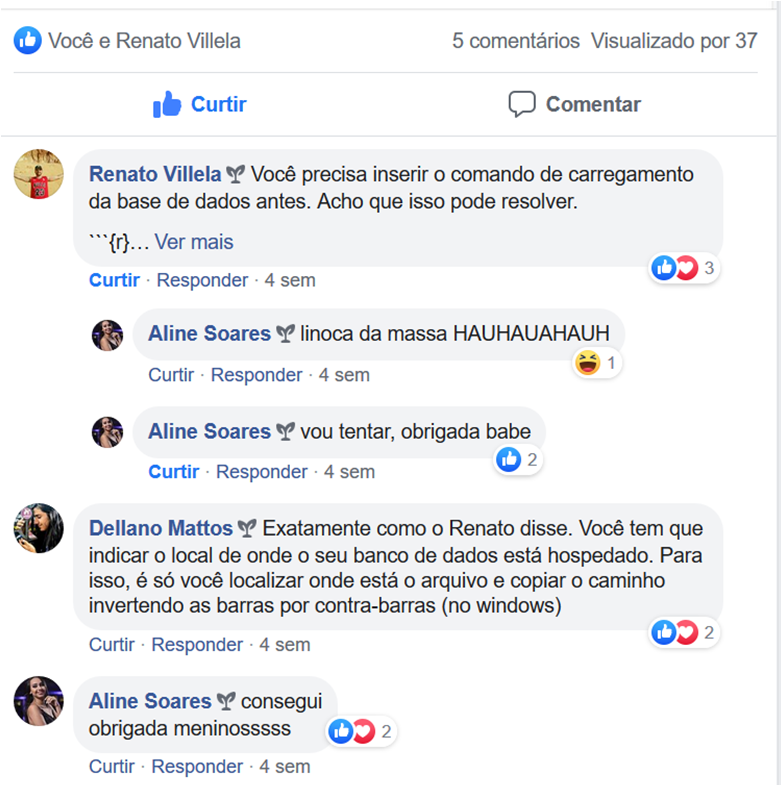 Você e Renato Villela 5 comentários Visualizado por 37
Curtir Comentar
Renato Villela Você precisa inserir o comando de carregamento
da base de dados antes. Acho que isso pode resolver.
```{r}... Ver mais
3
Curtir · Responder · 4 sem
Aline Soares linoca da massa HAUHAUAHAUH
1
Curtir · Responder · 4 sem
Aline Soares vou tentar, obrigada babe
2
Curtir · Responder · 4 sem
Dellano Mattos Exatamente como o Renato disse. Você tem que
indicar o local de onde o seu banco de dados está hospedado. Para
isso, é só você localizar onde está o arquivo e copiar o caminho
invertendo as barras por contra-barras (no windows)
2
Curtir · Responder · 4 sem
Aline Soares consegui
obrigada meninosssss
2
Curtir · Responder · 4 sem